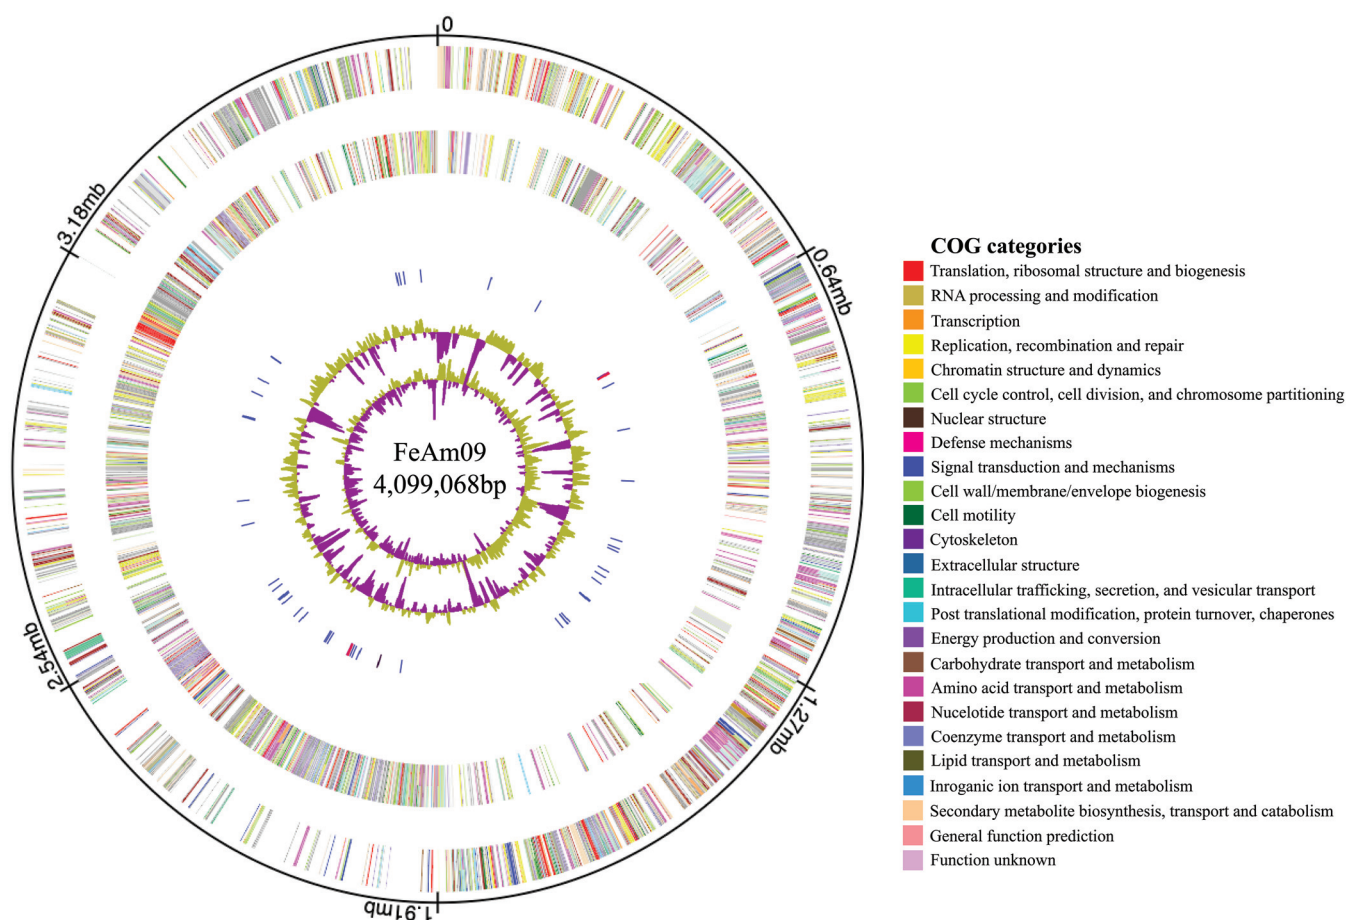 0
0.64mb
1.27mb
1.91mb
2.54mb
3.18mb
FeAm09
4,099,068bp
COG categories
Translation, ribosomal structure and biogenesis
RNA processing and modification
Transcription
Replication, recombination and repair
Chromatin structure and dynamics
Cell cycle control, cell division, and chromosome partitioning
Nuclear structure
Defense mechanisms
Signal transduction and mechanisms
Cell wall/membrane/envelope biogenesis
Cell motility
Cytoskeleton
Extracellular structure
Intracellular trafficking, secretion, and vesicular transport
Post translational modification, protein turnover, chaperones
Energy production and conversion
Carbohydrate transport and metabolism
Amino acid transport and metabolism
Nucelotide transport and metabolism
Coenzyme transport and metabolism
Lipid transport and metabolism
Inroganic ion transport and metabolism
Secondary metabolite biosynthesis, transport and catabolism
General function prediction
Function unknown